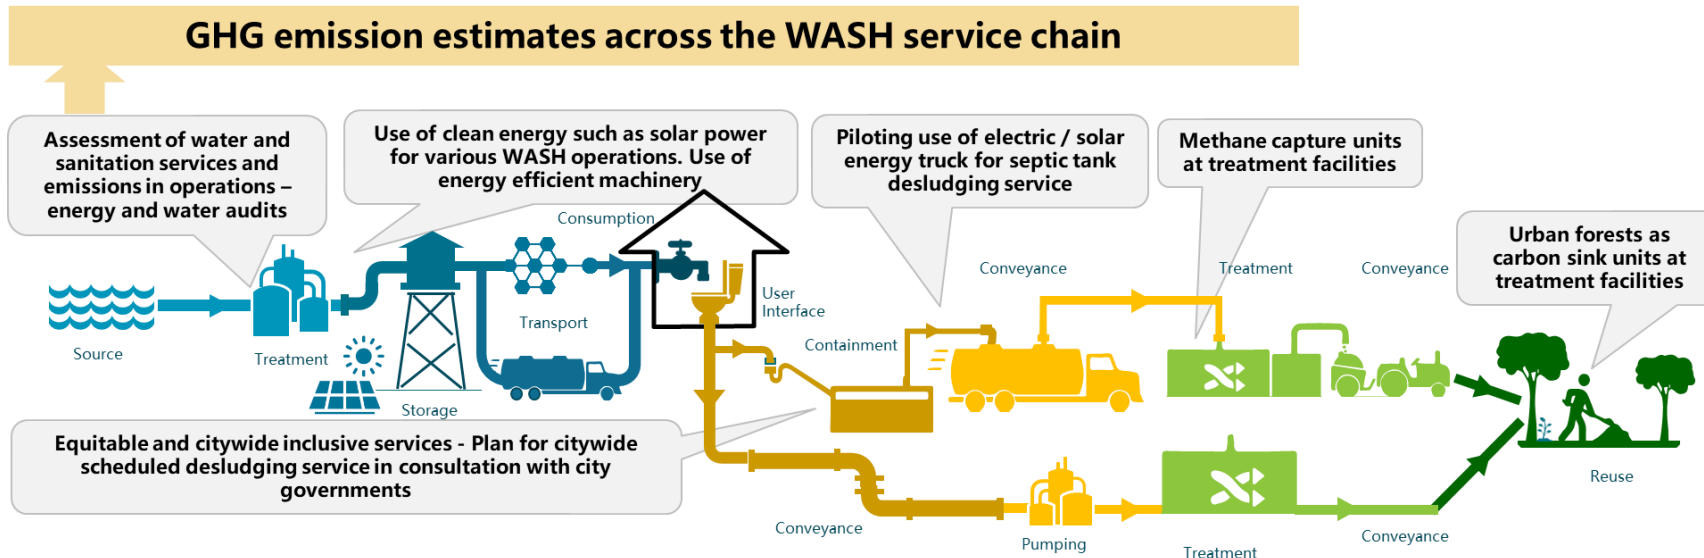 GHG emission estimates across the WASH service chain
Assessment of water and
sanitation services and
emissions in operations –
energy and water audits
Use of clean energy such as solar power
for various WASH operations. Use of
energy efficient machinery
Piloting use of electric / solar
energy truck for septic tank
desludging service
Methane capture units
at treatment facilities
Urban forests as
carbon sink units at
treatment facilities
Consumption
Conveyance
Treatment
Conveyance
User
Interface
Transport
Containment
Source
Treatment
Storage
Equitable and citywide inclusive services - Plan for citywide
scheduled desludging service in consultation with city
governments
Reuse
Conveyance
Pumping
Treatment
Conveyance